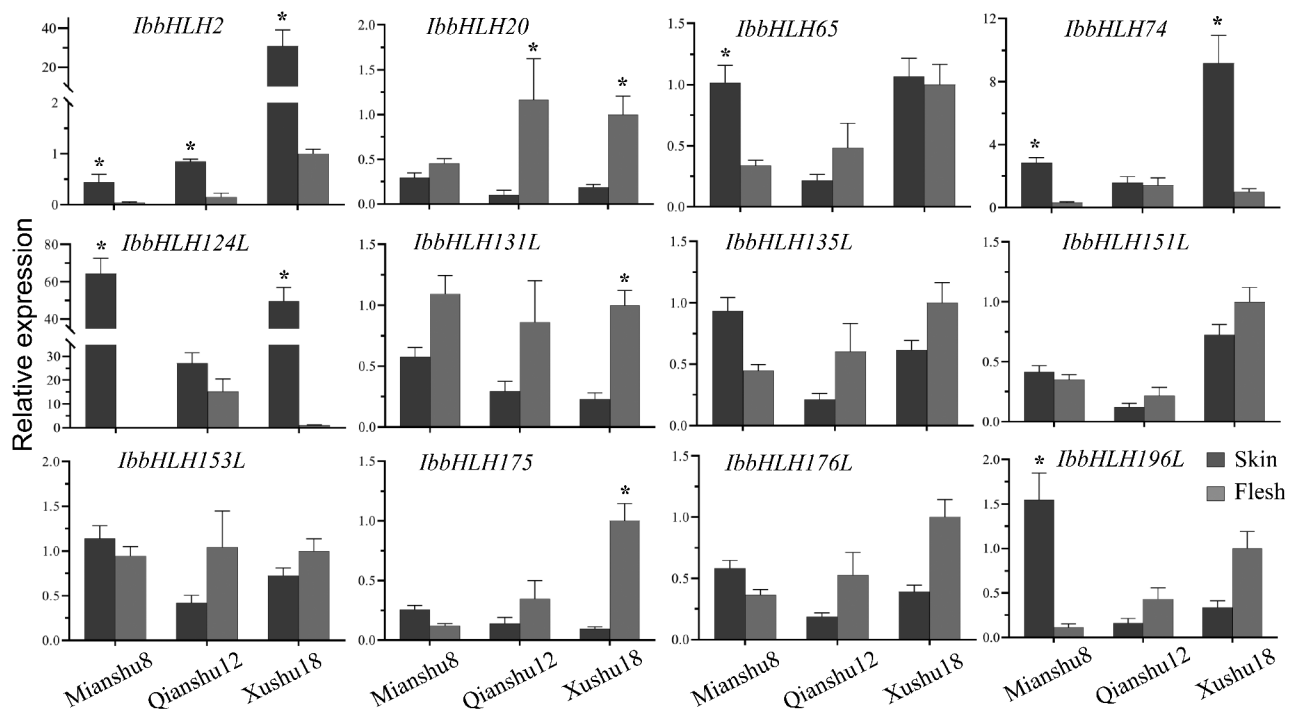 Relative expression
IbbHLH2
40
20
2
1
0
*
*
*
IbbHLH20
2.0
1.5
1.0
0.5
0.0
*
*
IbbHLH65
1.5
1.0
0.5
0.0
*
IbbHLH74
12
8
4
0
*
*
IbbHLH124L
80
60
40
30
20
10
0
*
*
IbbHLH131L
1.5
1.0
0.5
0.0
*
IbbHLH135L
1.5
1.0
0.5
0.0
IbbHLH151L
1.5
1.0
0.5
0.0
IbbHLH153L
2.0
1.5
1.0
0.5
0.0
Mianshu8
Qianshu12
Xushu18
IbbHLH175
1.5
1.0
0.5
0.0
*
Mianshu8
Qianshu12
Xushu18
IbbHLH176L
1.5
1.0
0.5
0.0
Mianshu8
Qianshu12
Xushu18
IbbHLH196L
2.0
1.5
1.0
0.5
0.0
*
Skin
Flesh
Mianshu8
Qianshu12
Xushu18